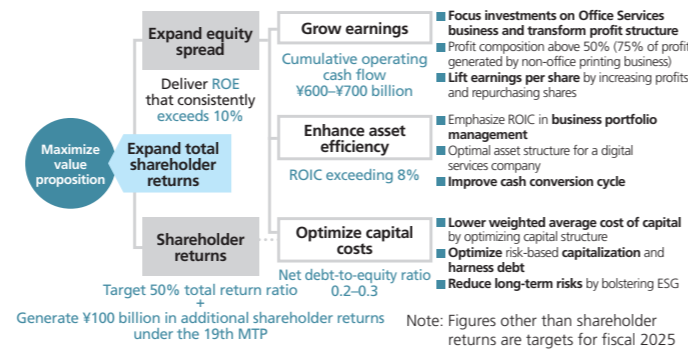 Maximize
value
proposition
Expand total
shareholder
returns
Expand equity
spread
Deliver ROE
that consistently
exceeds 10%
Shareholder
returns
Target 50% total return ratio
+
Generate ¥100 billion in additional shareholder returns
under the 19th MTP
Grow earnings
Cumulative operating
cash flow
¥600–¥700 billion
■ Focus investments on Office Services
business and transform profit structure
■ Profit composition above 50% (75% of profit
generated by non-office printing business)
■ Lift earnings per share by increasing profits
and repurchasing shares
Enhance asset
efficiency
ROIC exceeding 8%
■ Emphasize ROIC in business portfolio
management
■ Optimal asset structure for a digital
services company
■ Improve cash conversion cycle
Optimize capital
costs
Net debt-to-equity ratio
0.2–0.3
■ Lower weighted average cost of capital
by optimizing capital structure
■ Optimize risk-based capitalization and
harness debt
■ Reduce long-term risks by bolstering ESG
Note: Figures other than shareholder
returns are targets for fiscal 2025